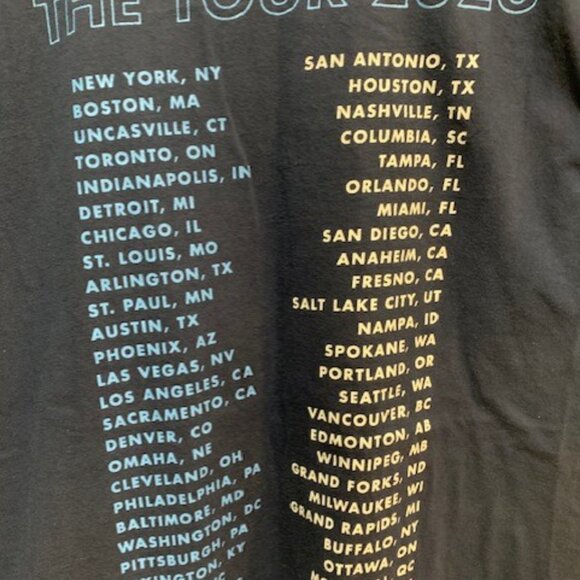 THE TOUR
NEW YORK, NY
BOSTON, MA
UNCASVILLE, CT
TORONTO, ON
INDIANAPOLIS, IN
DETROIT, MI
CHICAGO, IL
ST. LOUIS, MO
ARLINGTON, TX
ST. PAUL, MN
AUSTIN, TX
PHOENIX, AZ
LAS VEGAS, NV
LOS ANGELES, CA
SACRAMENTO, CA
DENVER, CO
OMAHA, NE
CLEVELAND, OH
PHILADELPHIA, PA
BALTIMORE, MD
WASHINGTON, DC
PITTSBURGH, PA
KY
SAN ANTONIO, TX
HOUSTON, TX
NASHVILLE, TN
COLUMBIA, SC
TAMPA, FL
ORLANDO, FL
MIAMI, FL
SAN DIEGO, CA
ANAHEIM, CA
FRESNO, CA
SALT LAKE CITY, UT
NAMPA, ID
SPOKANE, WA
PORTLAND, OR
SEATTLE, WA
VANCOUVER, BC
EDMONTON, AB
WINNIPEG, MB
GRAND FORKS, ND
MILWAUKEE, WI
GRAND RAPIDS, MI
BUFFALO, NY
OTTAWA, ON
QC